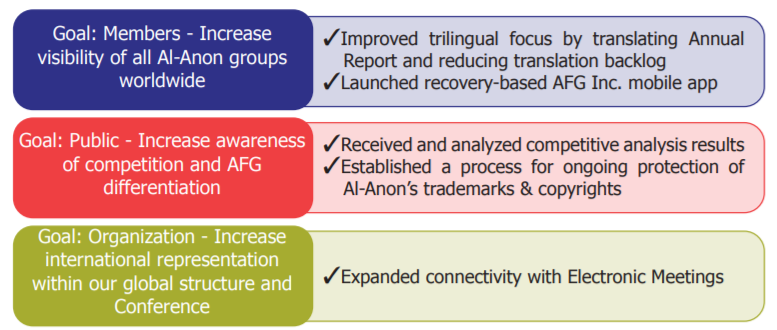 Goal: Members - Increase
visibility of all Al-Anon groups
worldwide
✓Improved trilingual focus by translating Annual
Report and reducing translation backlog
✓Launched recovery-based AFG Inc. mobile app
Goal: Public - Increase awareness
of competition and AFG
differentiation
✓Received and analyzed competitive analysis results
✓Established a process for ongoing protection of
Al-Anon’s trademarks & copyrights
Goal: Organization - Increase
international representation
within our global structure and
Conference
✓Expanded connectivity with Electronic Meetings